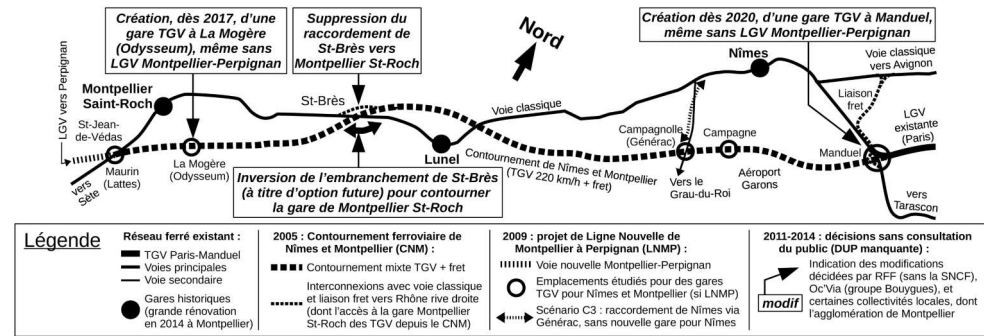 Création, dès 2017, d'une
gare TGV à La Mogère
(Odysseum), même sans
LGV Montpellier-Perpignan
Suppression du
raccordement de
St-Brès vers
Montpellier St-Roch
Nord
Création dès 2020, d'une gare TGV à Manduel,
même sans LGV Montpellier-Perpignan
Nîmes
Voie classique
vers Avignon
Liaison
fret
LGV
existante
(Paris)
LGV vers Perpignan
Montpellier
Saint-Roch
St-Jean-
de-Védas
St-Brès
Voie classique
Maurin
(Lattes)
La Mogère
(Odysseum)
Lunel
Campagnolle
(Générac)
Campagne
Manduel
vers
Sète
Contournement de Nîmes et Montpellier
(TGV 220 km/h + fret)
Vers le
Grau-du-Roi
Aéroport
Garons
vers
Tarascon
Inversion de l'embranchement de St-Brès
(à titre d'option future) pour contourner
la gare de Montpellier St-Roch
Légende
Réseau ferré existant :
TGV Paris-Manduel
Voies principales
Voie secondaire
Gares historiques
(grande rénovation
en 2014 à Montpellier)
2005 : Contournement ferroviaire de
Nîmes et Montpellier (CNM) :
Contournement mixte TGV + fret
Interconnexions avec voie classique
et liaison fret vers Rhône rive droite
(dont l'accès à la gare Montpellier
St-Roch des TGV depuis le CNM)
2009 : projet de Ligne Nouvelle de
Montpellier à Perpignan (LNMP) :
Voie nouvelle Montpellier-Perpignan
Emplacements étudiés pour des gares
TGV pour Nîmes et Montpellier (si LNMP)
Scénario C3 : raccordement de Nîmes via
Générac, sans nouvelle gare pour Nîmes
2011-2014 : décisions sans consultation
du public (DUP manquante) :
modif
Indication des modifications
décidées par RFF (sans la SNCF),
Oc'Via (groupe Bouygues), et
certaines collectivités locales, dont
l'agglomération de Montpellier